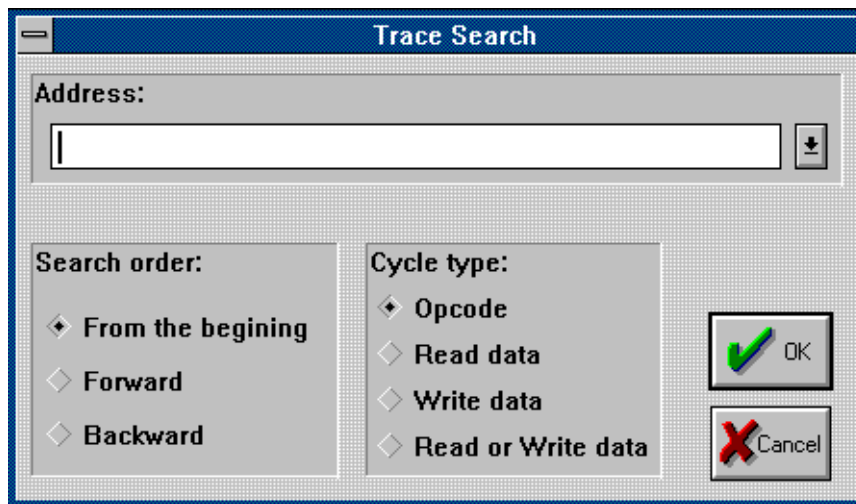 Trace Search
Address:
Search order:
From the begining
Forward
Backward
Cycle type:
Opcode
Read data
Write data
Read or Write data
OK
Cancel